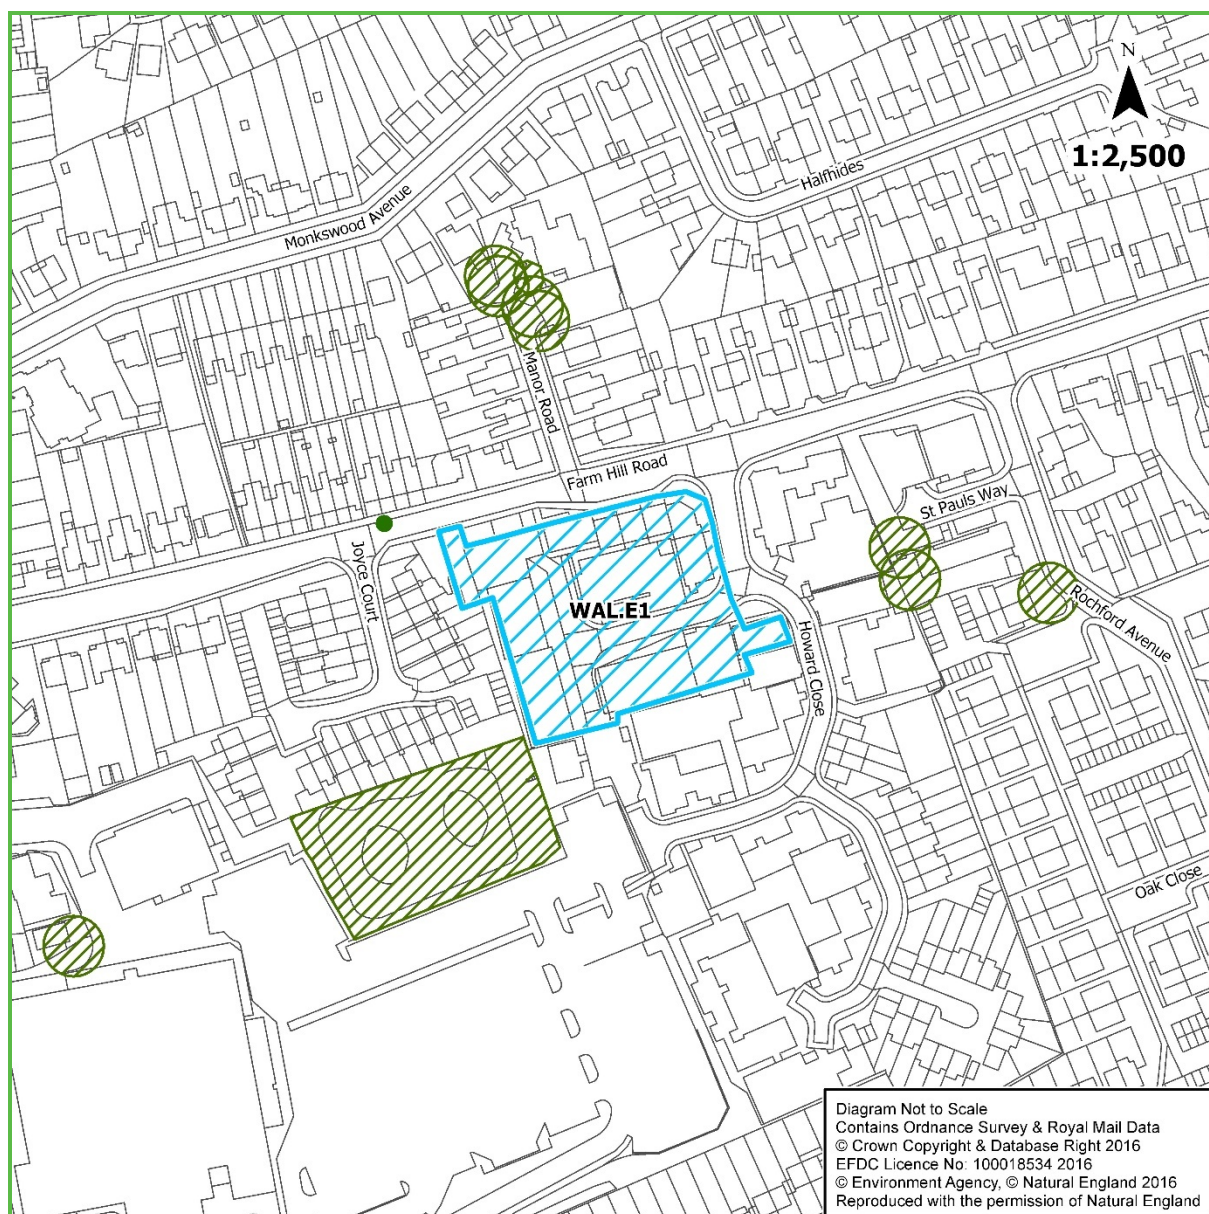 N
1:2,500
Halfhides
Monkswood Avenue
Manor Road
Farm Hill Road
St Pauls Way
Joyce Court
WAL.E1
Rochford Avenue
Howard Close
Oak Close
Diagram Not to Scale
Contains Ordnance Survey & Royal Mail Data
© Crown Copyright & Database Right 2016
EFDC Licence No: 100018534 2016
© Environment Agency, © Natural England 2016
Reproduced with the permission of Natural England